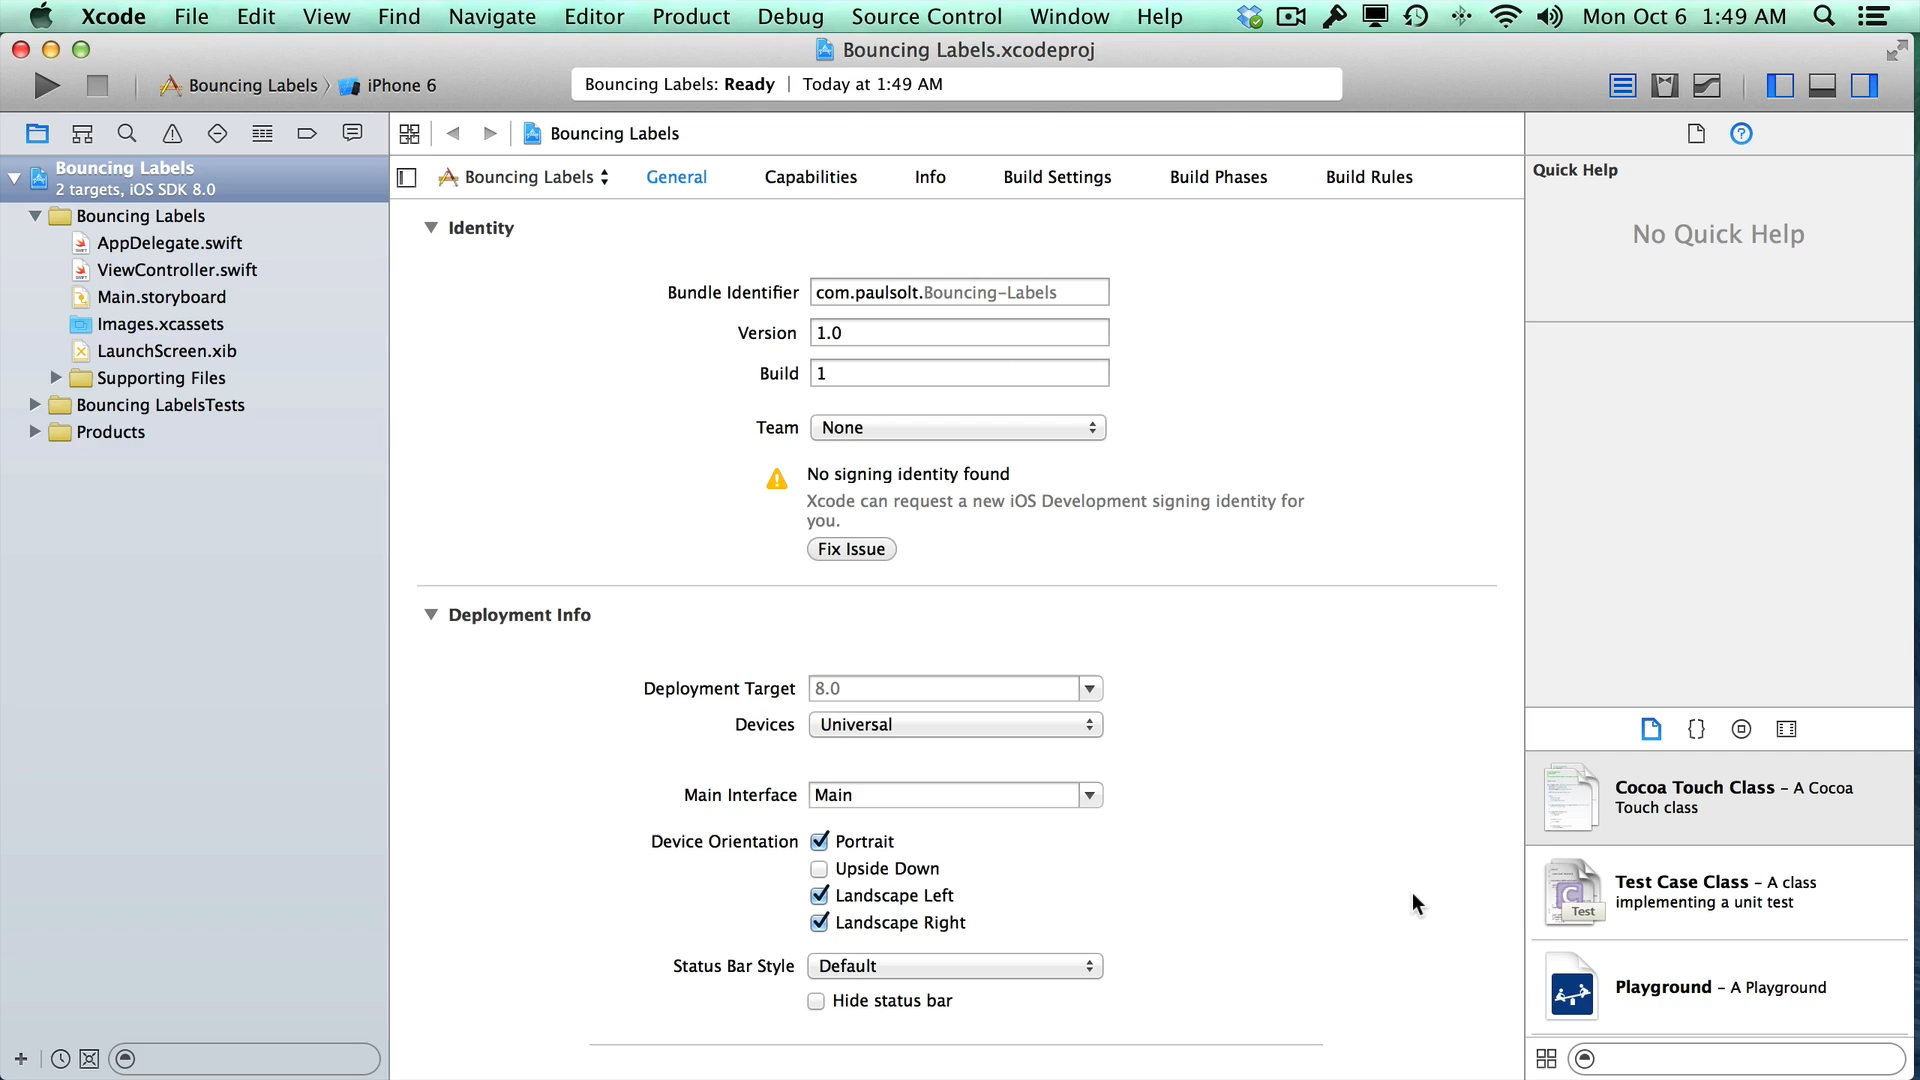 Xcode File Edit View Find Navigate Editor Product Debug Source Control Window Help Mon Oct 6 1:49 AM
Bouncing Labels.xcodeproj
Bouncing Labels iPhone 6
Bouncing Labels: Ready | Today at 1:49 AM
Bouncing Labels
2 targets, iOS SDK 8.0
Bouncing Labels
AppDelegate.swift
ViewController.swift
Main.storyboard
Images.xcassets
LaunchScreen.xib
Supporting Files
Bouncing LabelsTests
Products
Bouncing Labels
Bouncing Labels General Capabilities Info Build Settings Build Phases Build Rules
Identity
Bundle Identifier com.paulsolt.Bouncing-Labels
Version 1.0
Build 1
Team None
No signing identity found
Xcode can request a new iOS Development signing identity for
you.
Fix Issue
Deployment Info
Deployment Target 8.0
Devices Universal
Main Interface Main
Device Orientation Portrait
Upside Down
Landscape Left
Landscape Right
Status Bar Style Default
Hide status bar
Quick Help
No Quick Help
Cocoa Touch Class - A Cocoa
Touch class
Test Case Class - A class
implementing a unit test
C
Test
Playground - A Playground